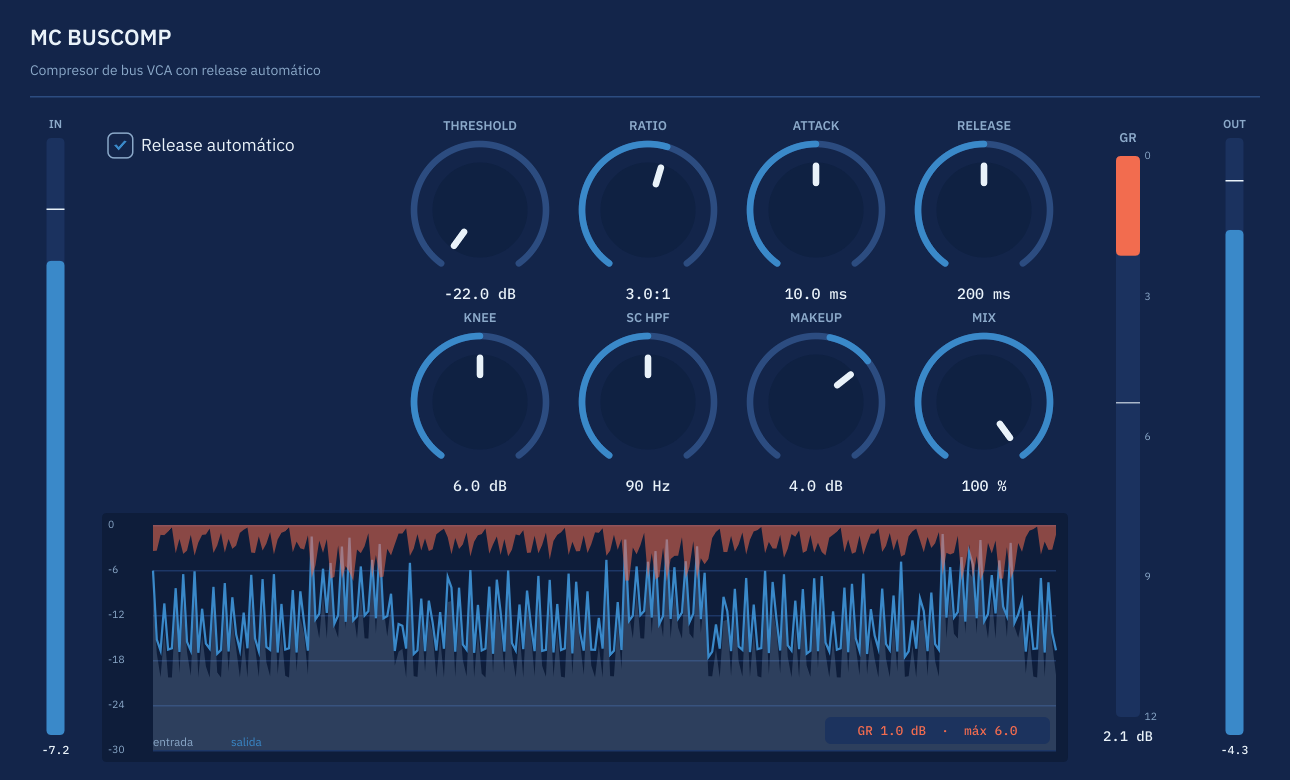 MC BUSCOMP
Compresor de bus VCA con release automático
IN
Release automático
THRESHOLD
RATIO
ATTACK
RELEASE
GR
OUT
0
3
6
9
12
-22.0 dB
3.0:1
10.0 ms
200 ms
KNEE
SC HPF
MAKEUP
MIX
6.0 dB
90 Hz
4.0 dB
100 %
0
-6
-12
-18
-24
-30
entrada
salida
GR 1.0 dB · máx 6.0
-7.2
2.1 dB
-4.3